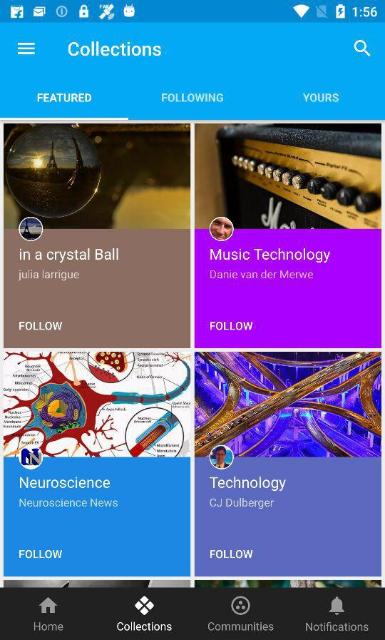 1:56
Collections
FEATURED FOLLOWING YOURS
in a crystal Ball
julia larrigue
FOLLOW
Music Technology
Danie van der Merwe
FOLLOW
Neuroscience
Neuroscience News
FOLLOW
Technology
CJ Dulberger
FOLLOW
Home Collections Communities Notifications